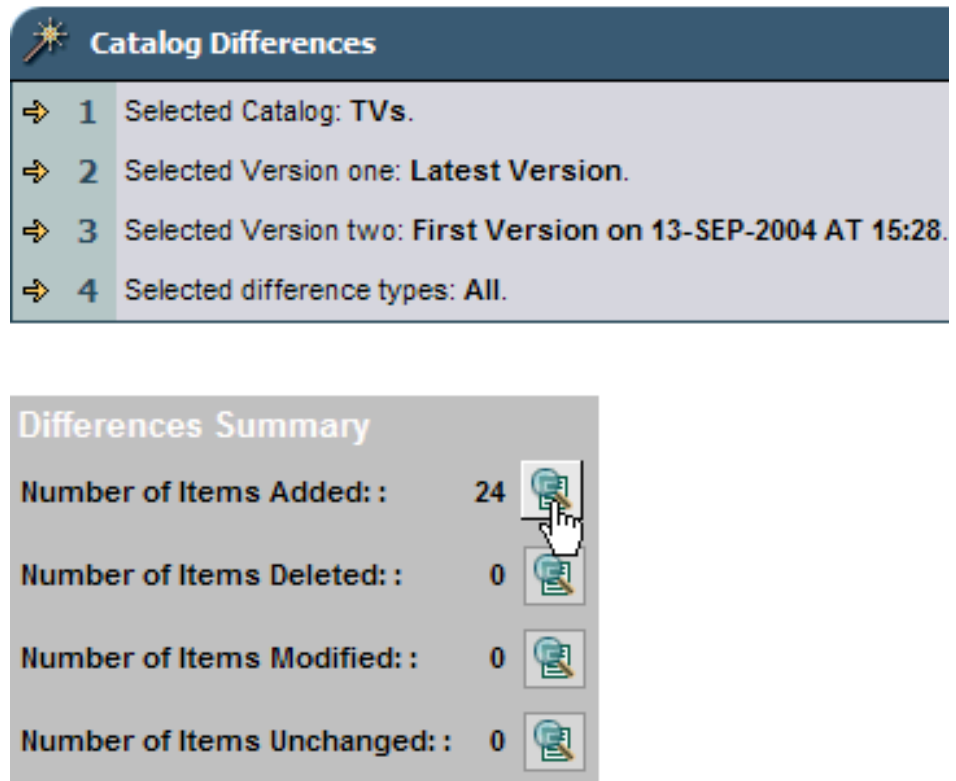 Catalog Differences
1 Selected Catalog: TVs.
2 Selected Version one: Latest Version.
3 Selected Version two: First Version on 13-SEP-2004 AT 15:28.
4 Selected difference types: All.
Differences Summary
Number of Items Added: : 24
Number of Items Deleted: : 0
Number of Items Modified: : 0
Number of Items Unchanged: : 0